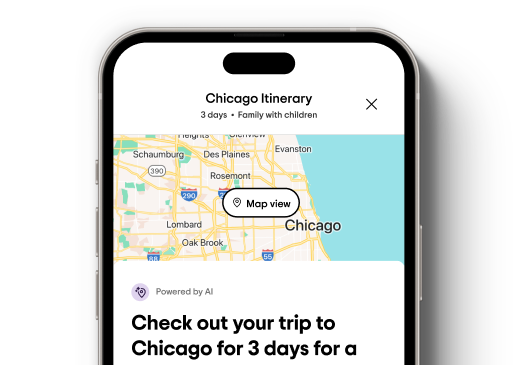 Chicago Itinerary
3 days • Family with children
Heights
Glenview
Evanston
Schaumburg
Des Plaines
390
Rosemont
290
Map view
Chicago
Lombard
Oak Brook
55
88
Powered by AI
Check out your trip to
Chicago for 3 days for a